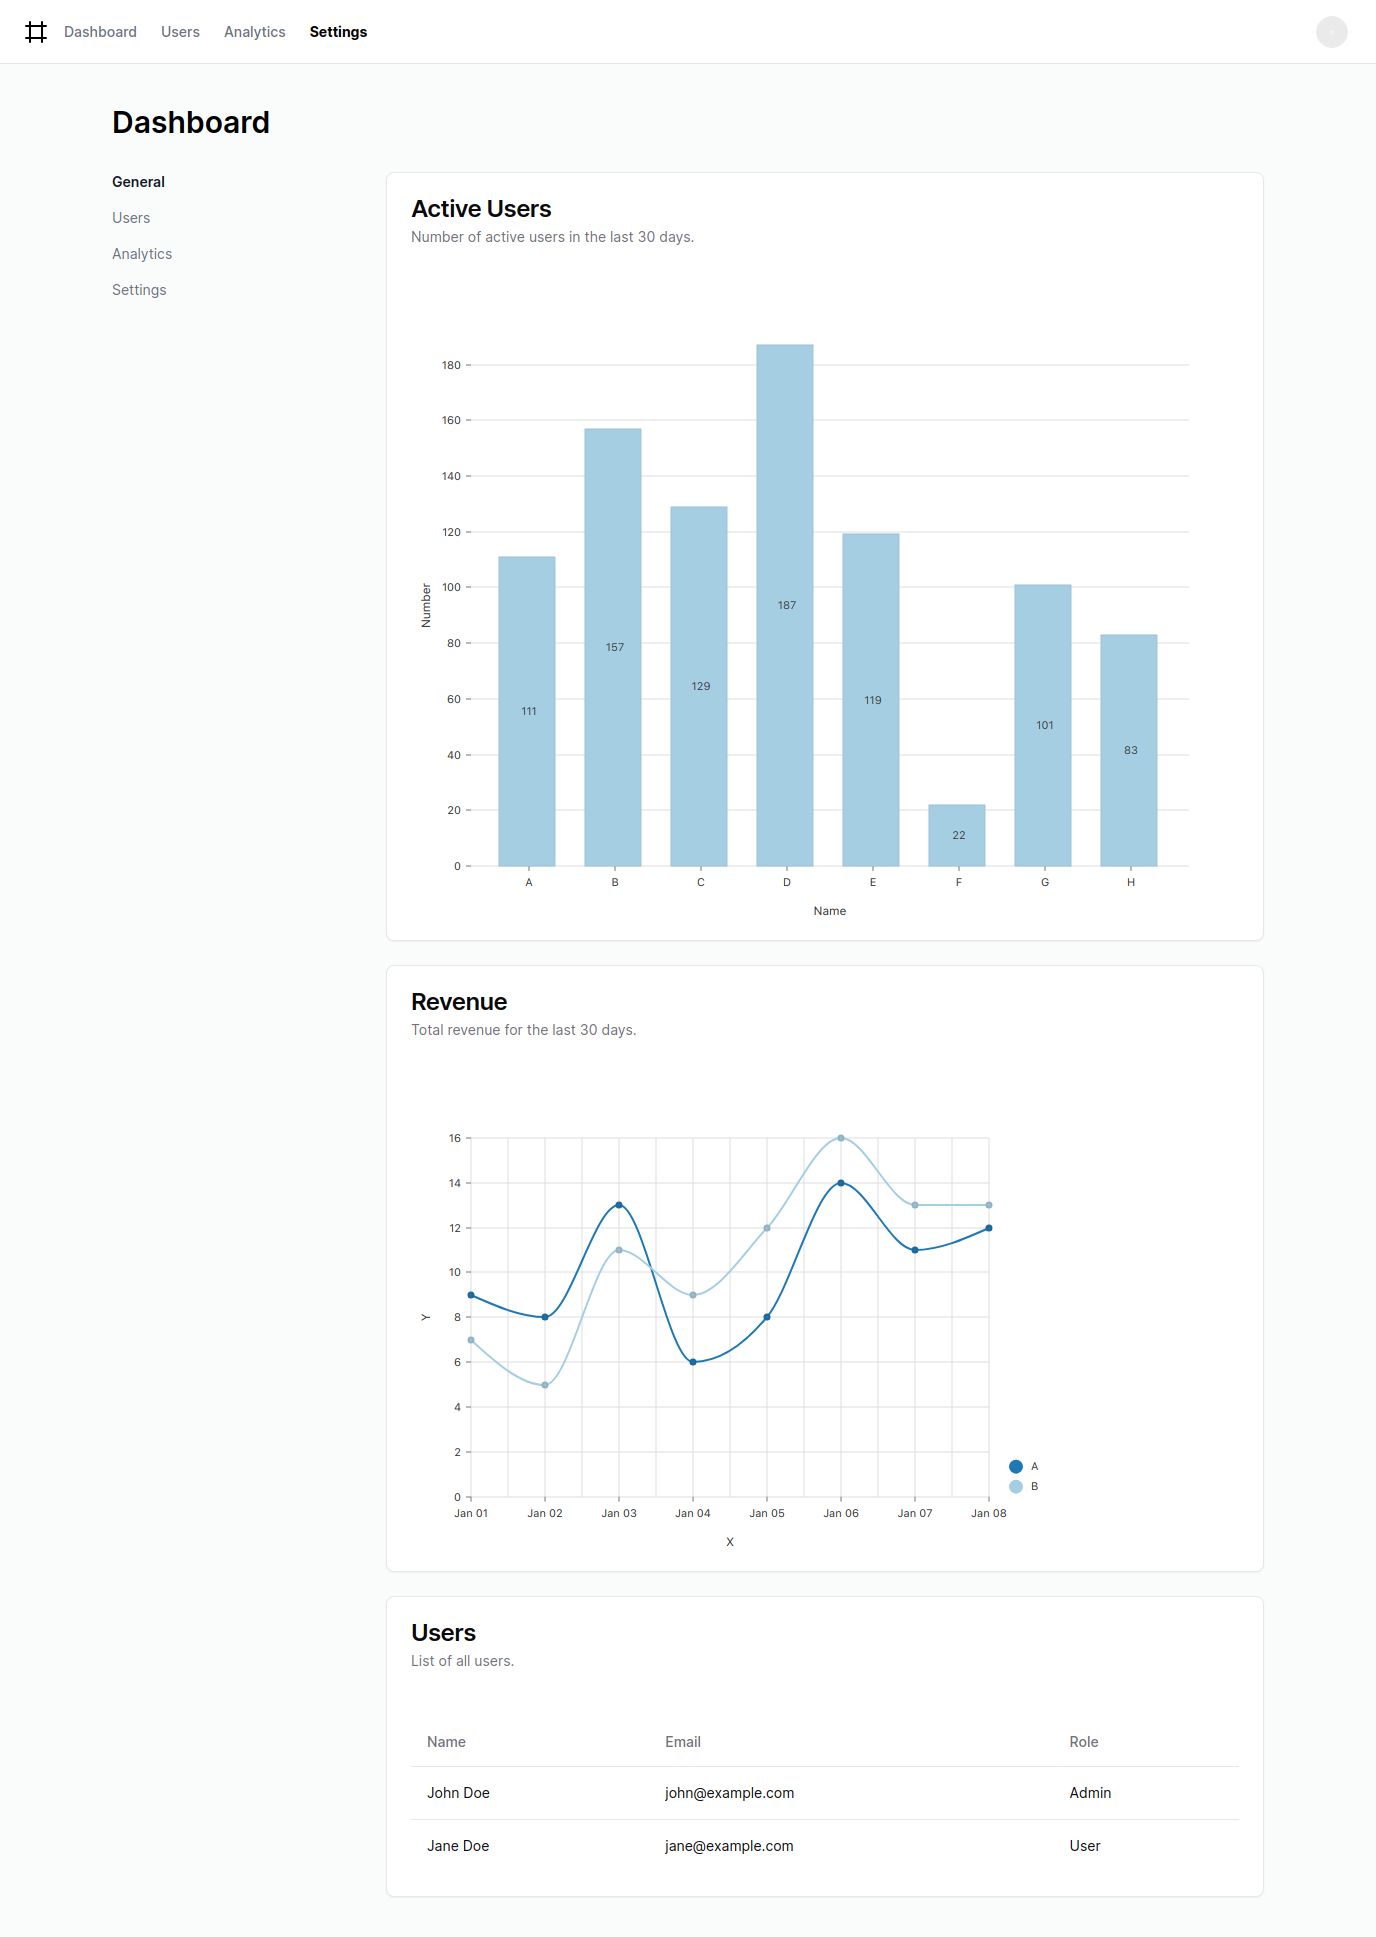 Dashboard Users Analytics Settings
Dashboard
General
Users
Analytics
Settings
Active Users
Number of active users in the last 30 days.
180
160
140
120
100
80
60
40
20
0
Number
111
157
129
187
119
22
101
83
A B C D E F G H
Name
Revenue
Total revenue for the last 30 days.
16
14
12
10
8
6
4
2
0
Y
Jan 01 Jan 02 Jan 03 Jan 04 Jan 05 Jan 06 Jan 07 Jan 08
X
A
B
Users
List of all users.
Name Email Role
John Doe john@example.com Admin
Jane Doe jane@example.com User